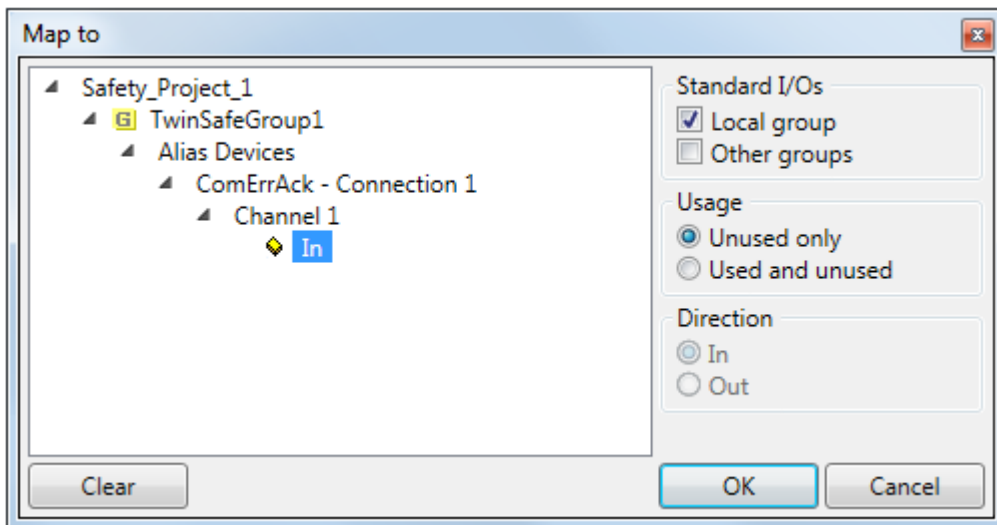 Map to
Safety_Project_1
G TwinSafeGroup1
Alias Devices
ComErrAck - Connection 1
Channel 1
In
Standard I/Os
Local group
Other groups
Usage
Unused only
Used and unused
Direction
In
Out
Clear
OK
Cancel